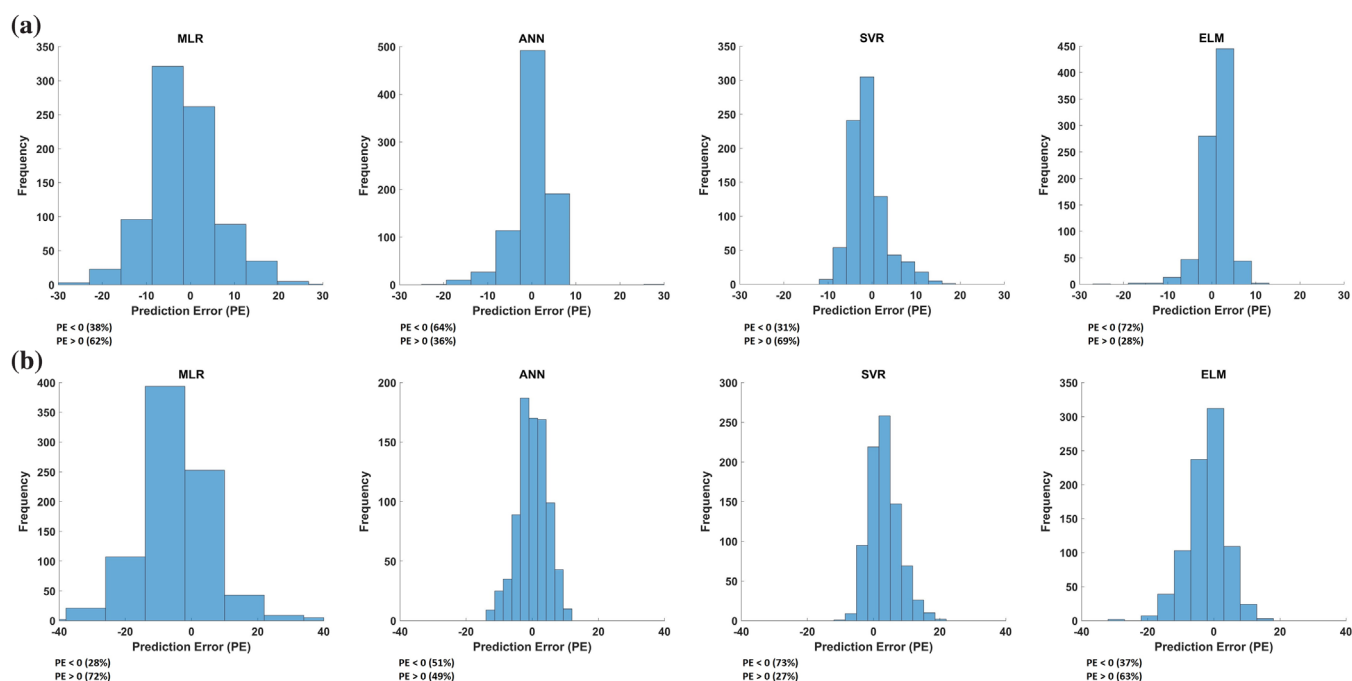 (a)
MLR
350
300
250
200
150
100
50
0
Frequency
-30 -20 -10 0 10 20 30
Prediction Error (PE)
PE < 0 (38%)
PE > 0 (62%)
ANN
500
400
300
200
100
0
Frequency
-30 -20 -10 0 10 20 30
Prediction Error (PE)
PE < 0 (64%)
PE > 0 (36%)
SVR
350
300
250
200
150
100
50
0
Frequency
-30 -20 -10 0 10 20 30
Prediction Error (PE)
PE < 0 (31%)
PE > 0 (69%)
ELM
450
400
350
300
250
200
150
100
50
0
Frequency
-30 -20 -10 0 10 20 30
Prediction Error (PE)
PE < 0 (72%)
PE > 0 (28%)
(b)
MLR
400
350
300
250
200
150
100
50
0
Frequency
-40 -20 0 20 40
Prediction Error (PE)
PE < 0 (28%)
PE > 0 (72%)
ANN
200
150
100
50
0
Frequency
-40 -20 0 20 40
Prediction Error (PE)
PE < 0 (51%)
PE > 0 (49%)
SVR
300
250
200
150
100
50
0
Frequency
-40 -20 0 20 40
Prediction Error (PE)
PE < 0 (73%)
PE > 0 (27%)
ELM
350
300
250
200
150
100
50
0
Frequency
-40 -20 0 20 40
Prediction Error (PE)
PE < 0 (37%)
PE > 0 (63%)